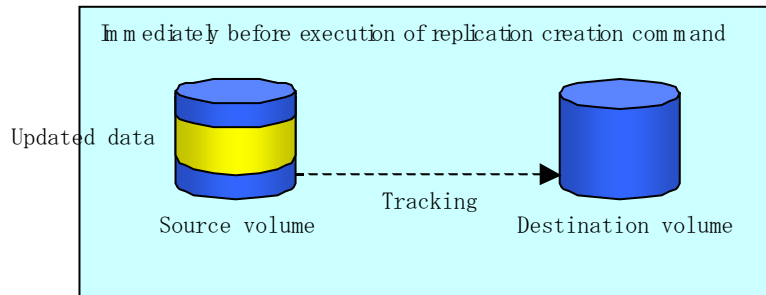 Immediately before execution of replication creation command
Updated data
Tracking
Source volume
Destination volume